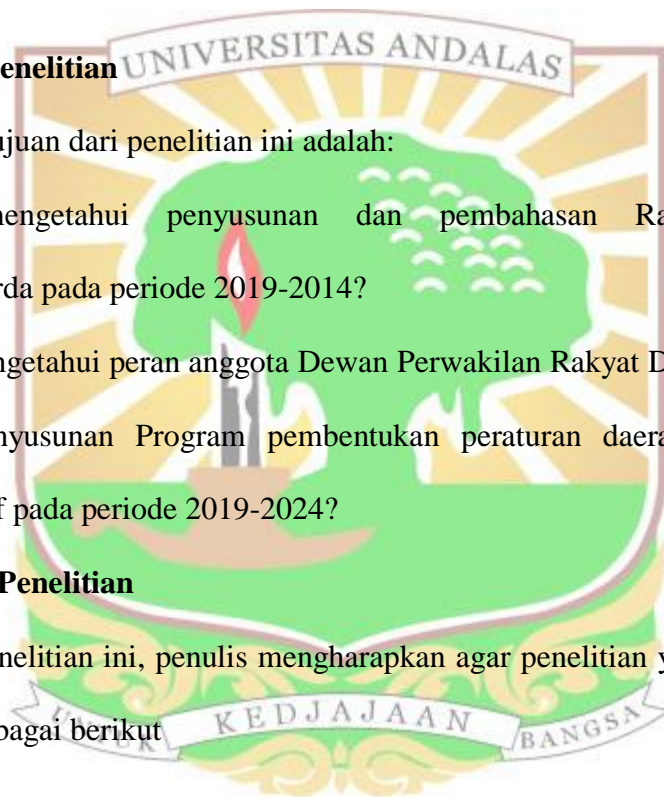 UNIVERSITAS ANDALAS
enelitian
ujuan dari penelitian ini adalah:
mengetahui penyusunan dan pembahasan Ra
rda pada periode 2019-2014?
ngetahui peran anggota Dewan Perwakilan Rakyat D
nyusunan Program pembentukan peraturan daera
f pada periode 2019-2024?
Penelitian
nelitian ini, penulis mengharapkan agar penelitian y
bagai berikut
UNTUK KEDJAJAAN BANGSA